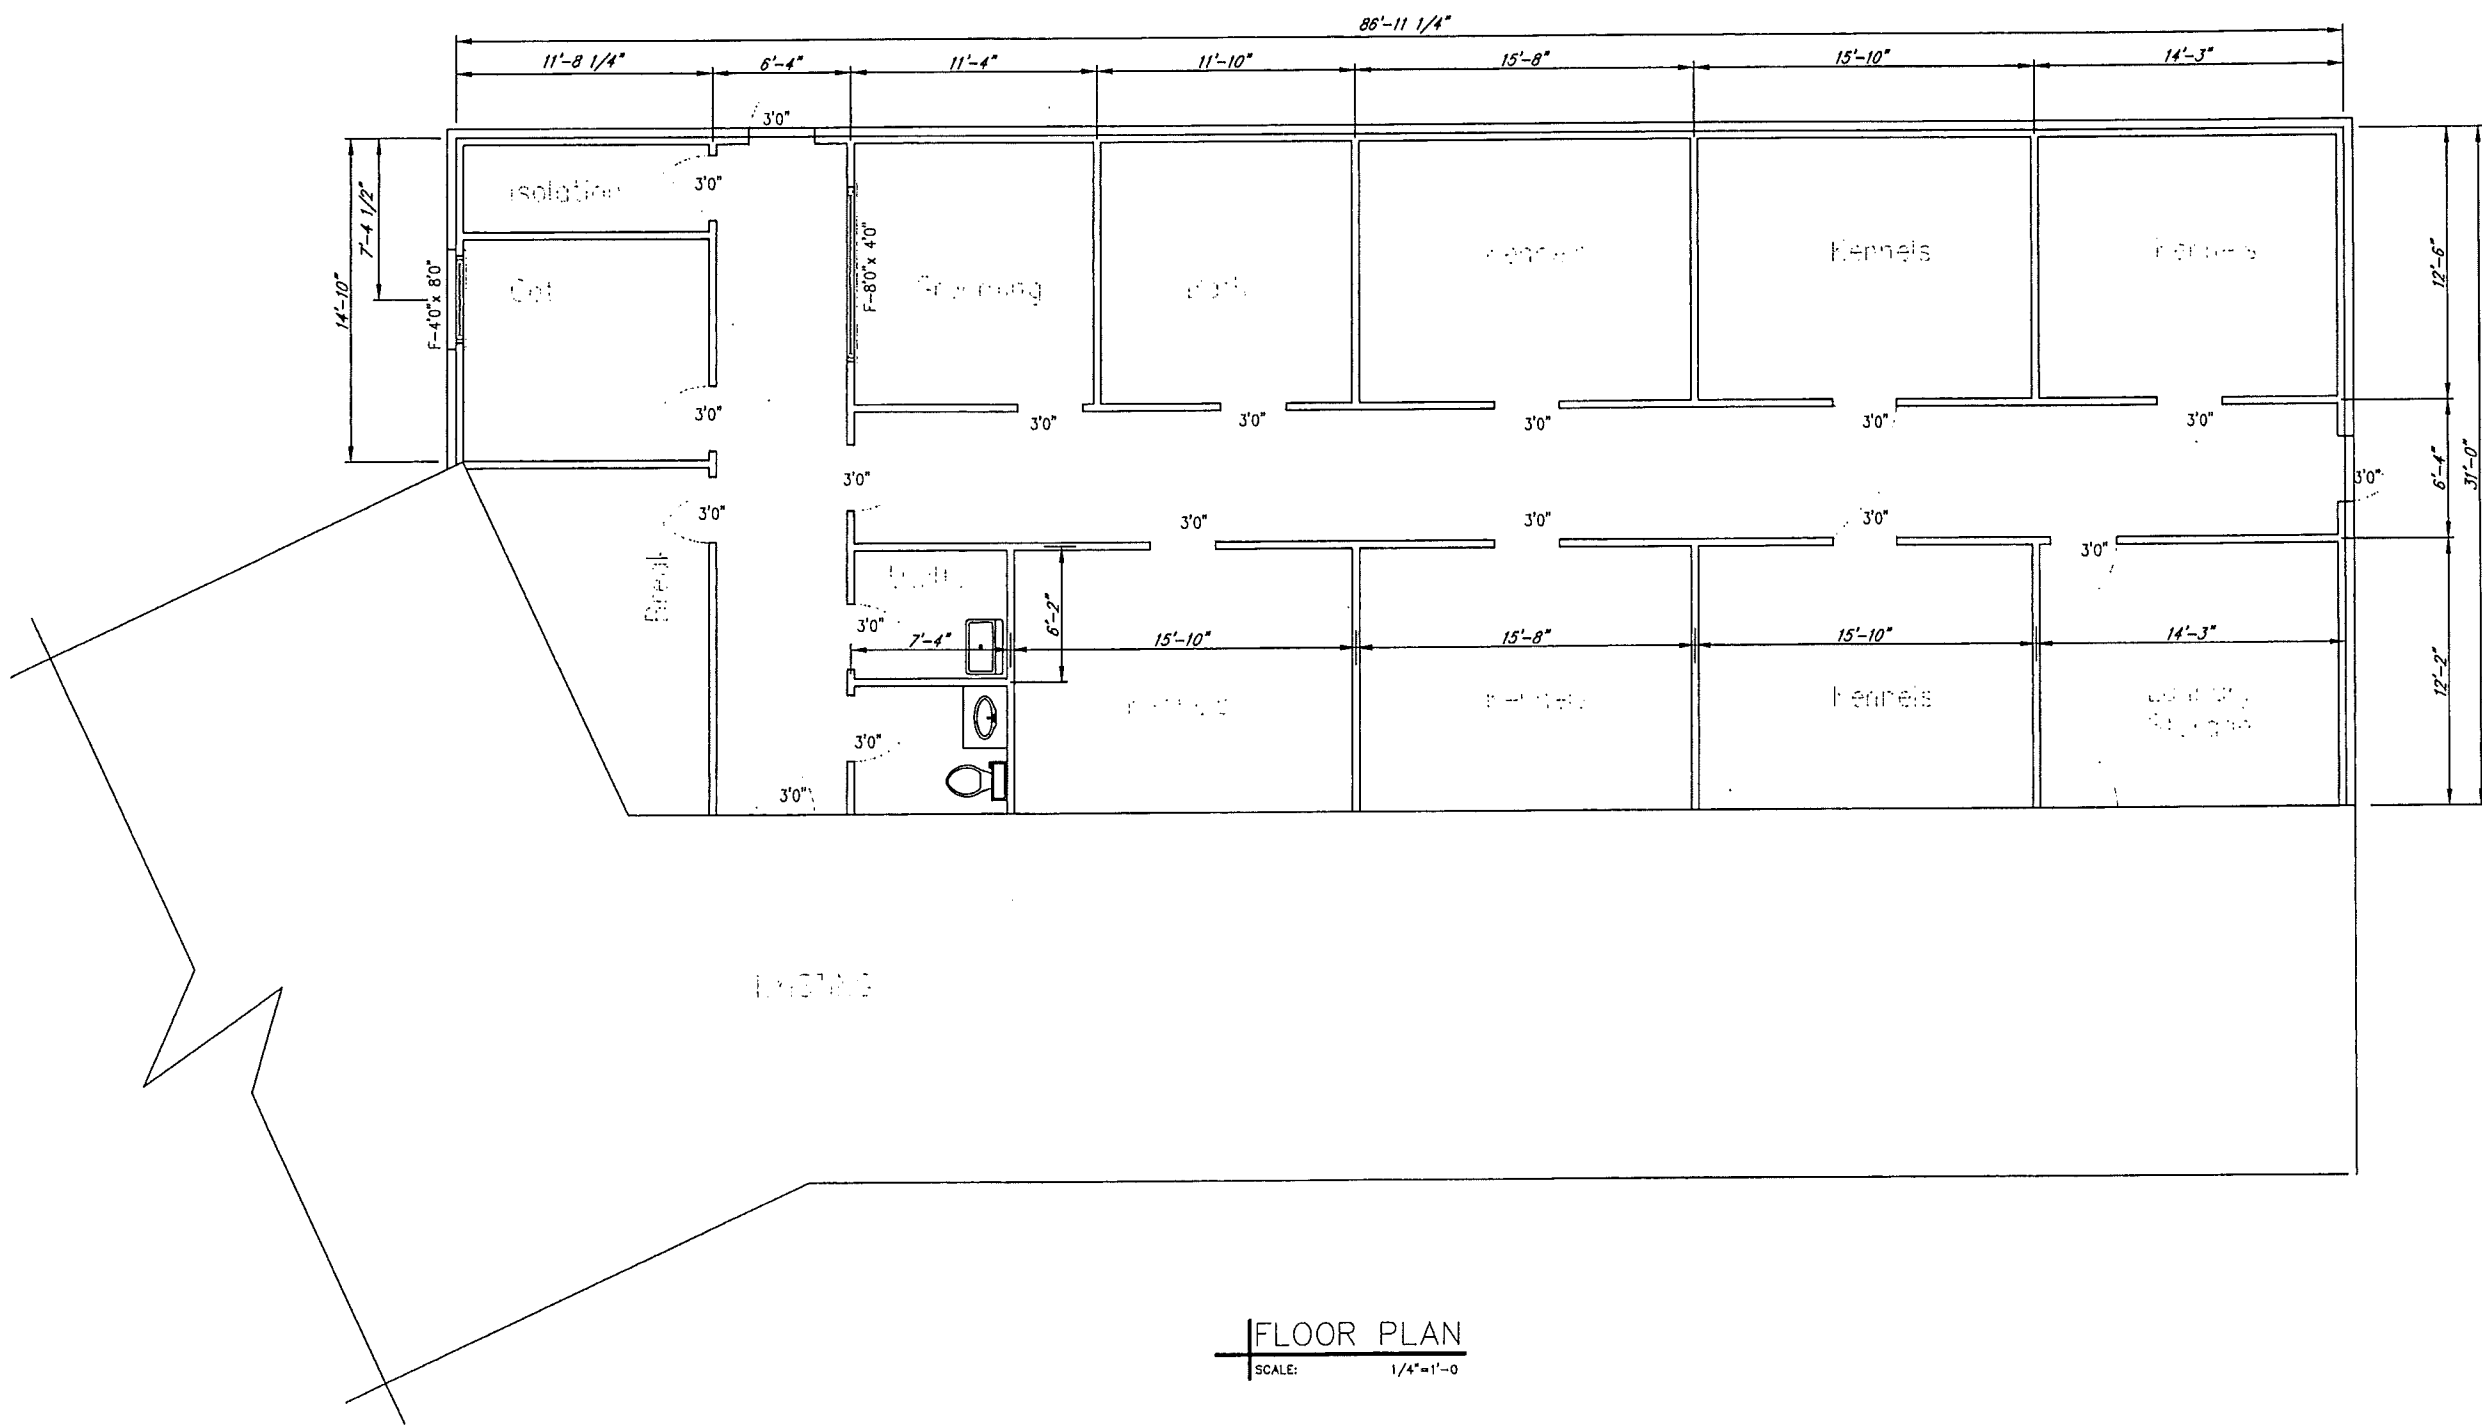 86'-11 1/4"
11'-8 1/4" 6'-4" 11'-4" 11'-10" 15'-8" 15'-10" 14'-3"
3'0"
Isolation 3'0"
7'-4 1/2"
14'-10"
F-4'0"x 8'0"
F-8'0"x 4'0"
Grooming
Kennels
Kennels
12'-6"
3'0"
3'0" 3'0" 3'0" 3'0" 3'0"
6'-4"
31'-0"
3'0" 3'0"
3'0" 3'0" 3'0" 3'0" 3'0"
Break
3'0"
7'-4"
6'-2"
15'-10" 15'-8" 15'-10" 14'-3"
12'-2"
Kennels Kennels
Storage
3'0"
3'0"
EXISTING
FLOOR PLAN
SCALE: 1/4"=1'-0